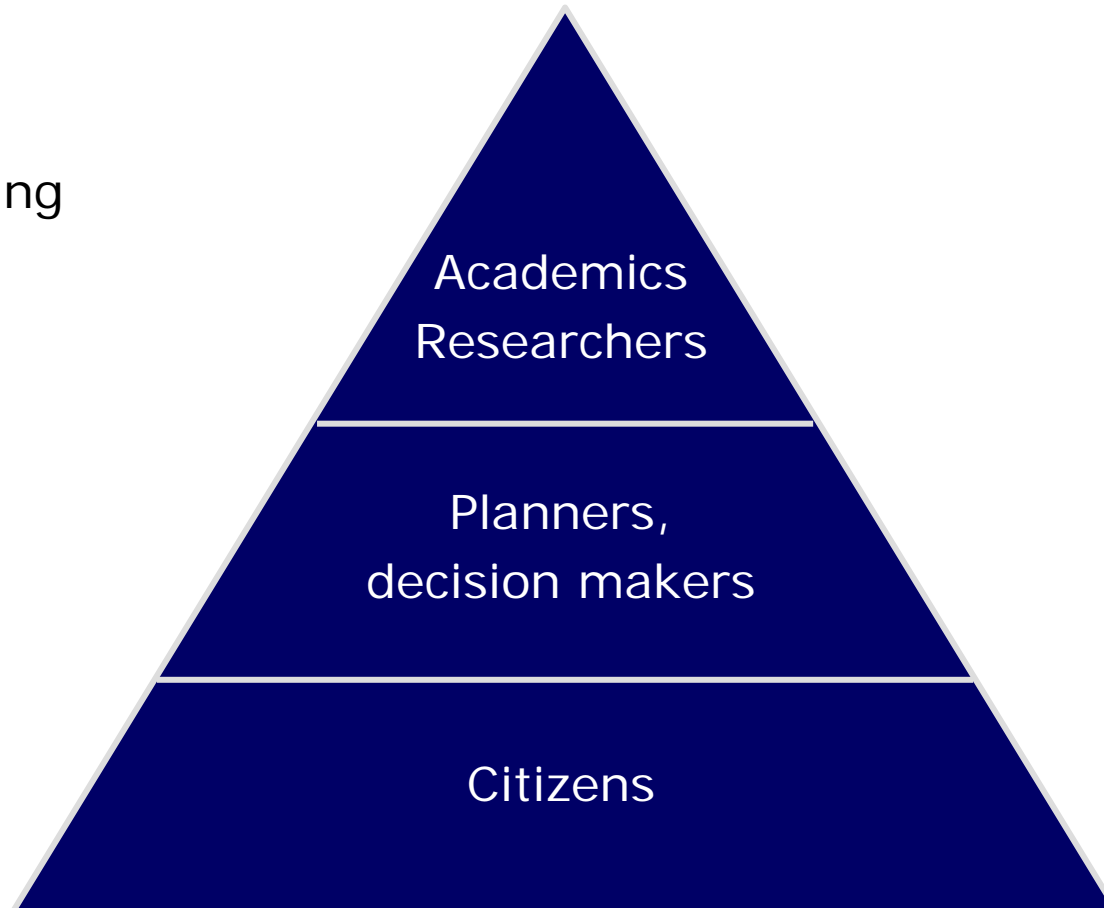 ng
Academics
Researchers
Planners,
decision makers
Citizens